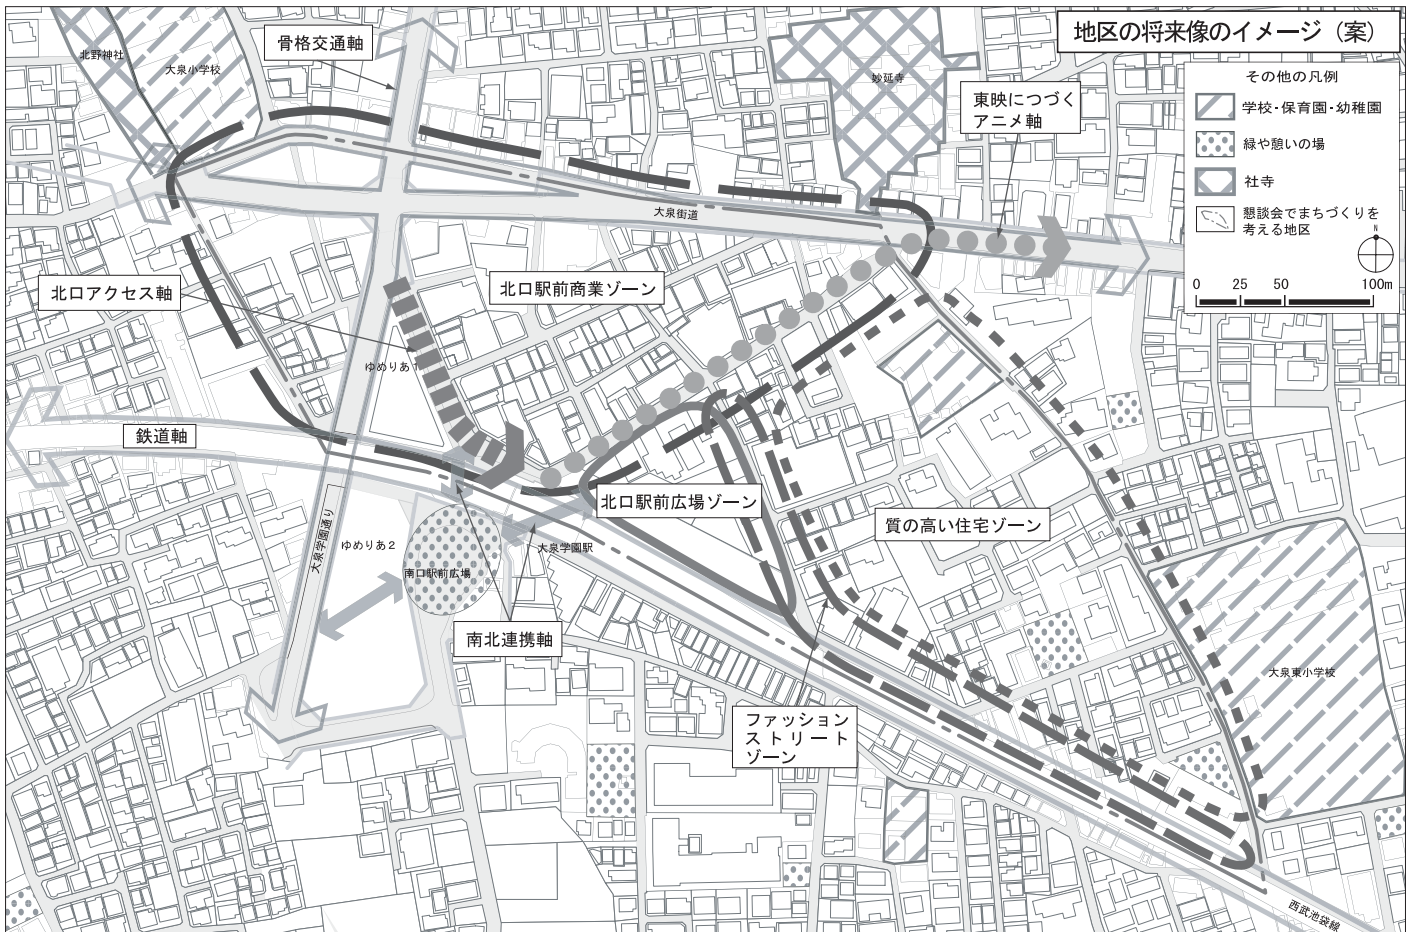 地区の将来像のイメージ（案）
その他の凡例
学校・保育園・幼稚園
緑や憩いの場
社寺
懇談会でまちづくりを
考える地区
N
0 25 50 100m
北野神社
大泉小学校
骨格交通軸
妙延寺
東映につづく
アニメ軸
大泉街道
北口アクセス軸
北口駅前商業ゾーン
ゆめりあ1
鉄道軸
北口駅前広場ゾーン
質の高い住宅ゾーン
大泉学園通り
ゆめりあ2
南口駅前広場
大泉学園駅
南北連携軸
大泉東小学校
ファッション
ストリート
ゾーン
西武池袋線